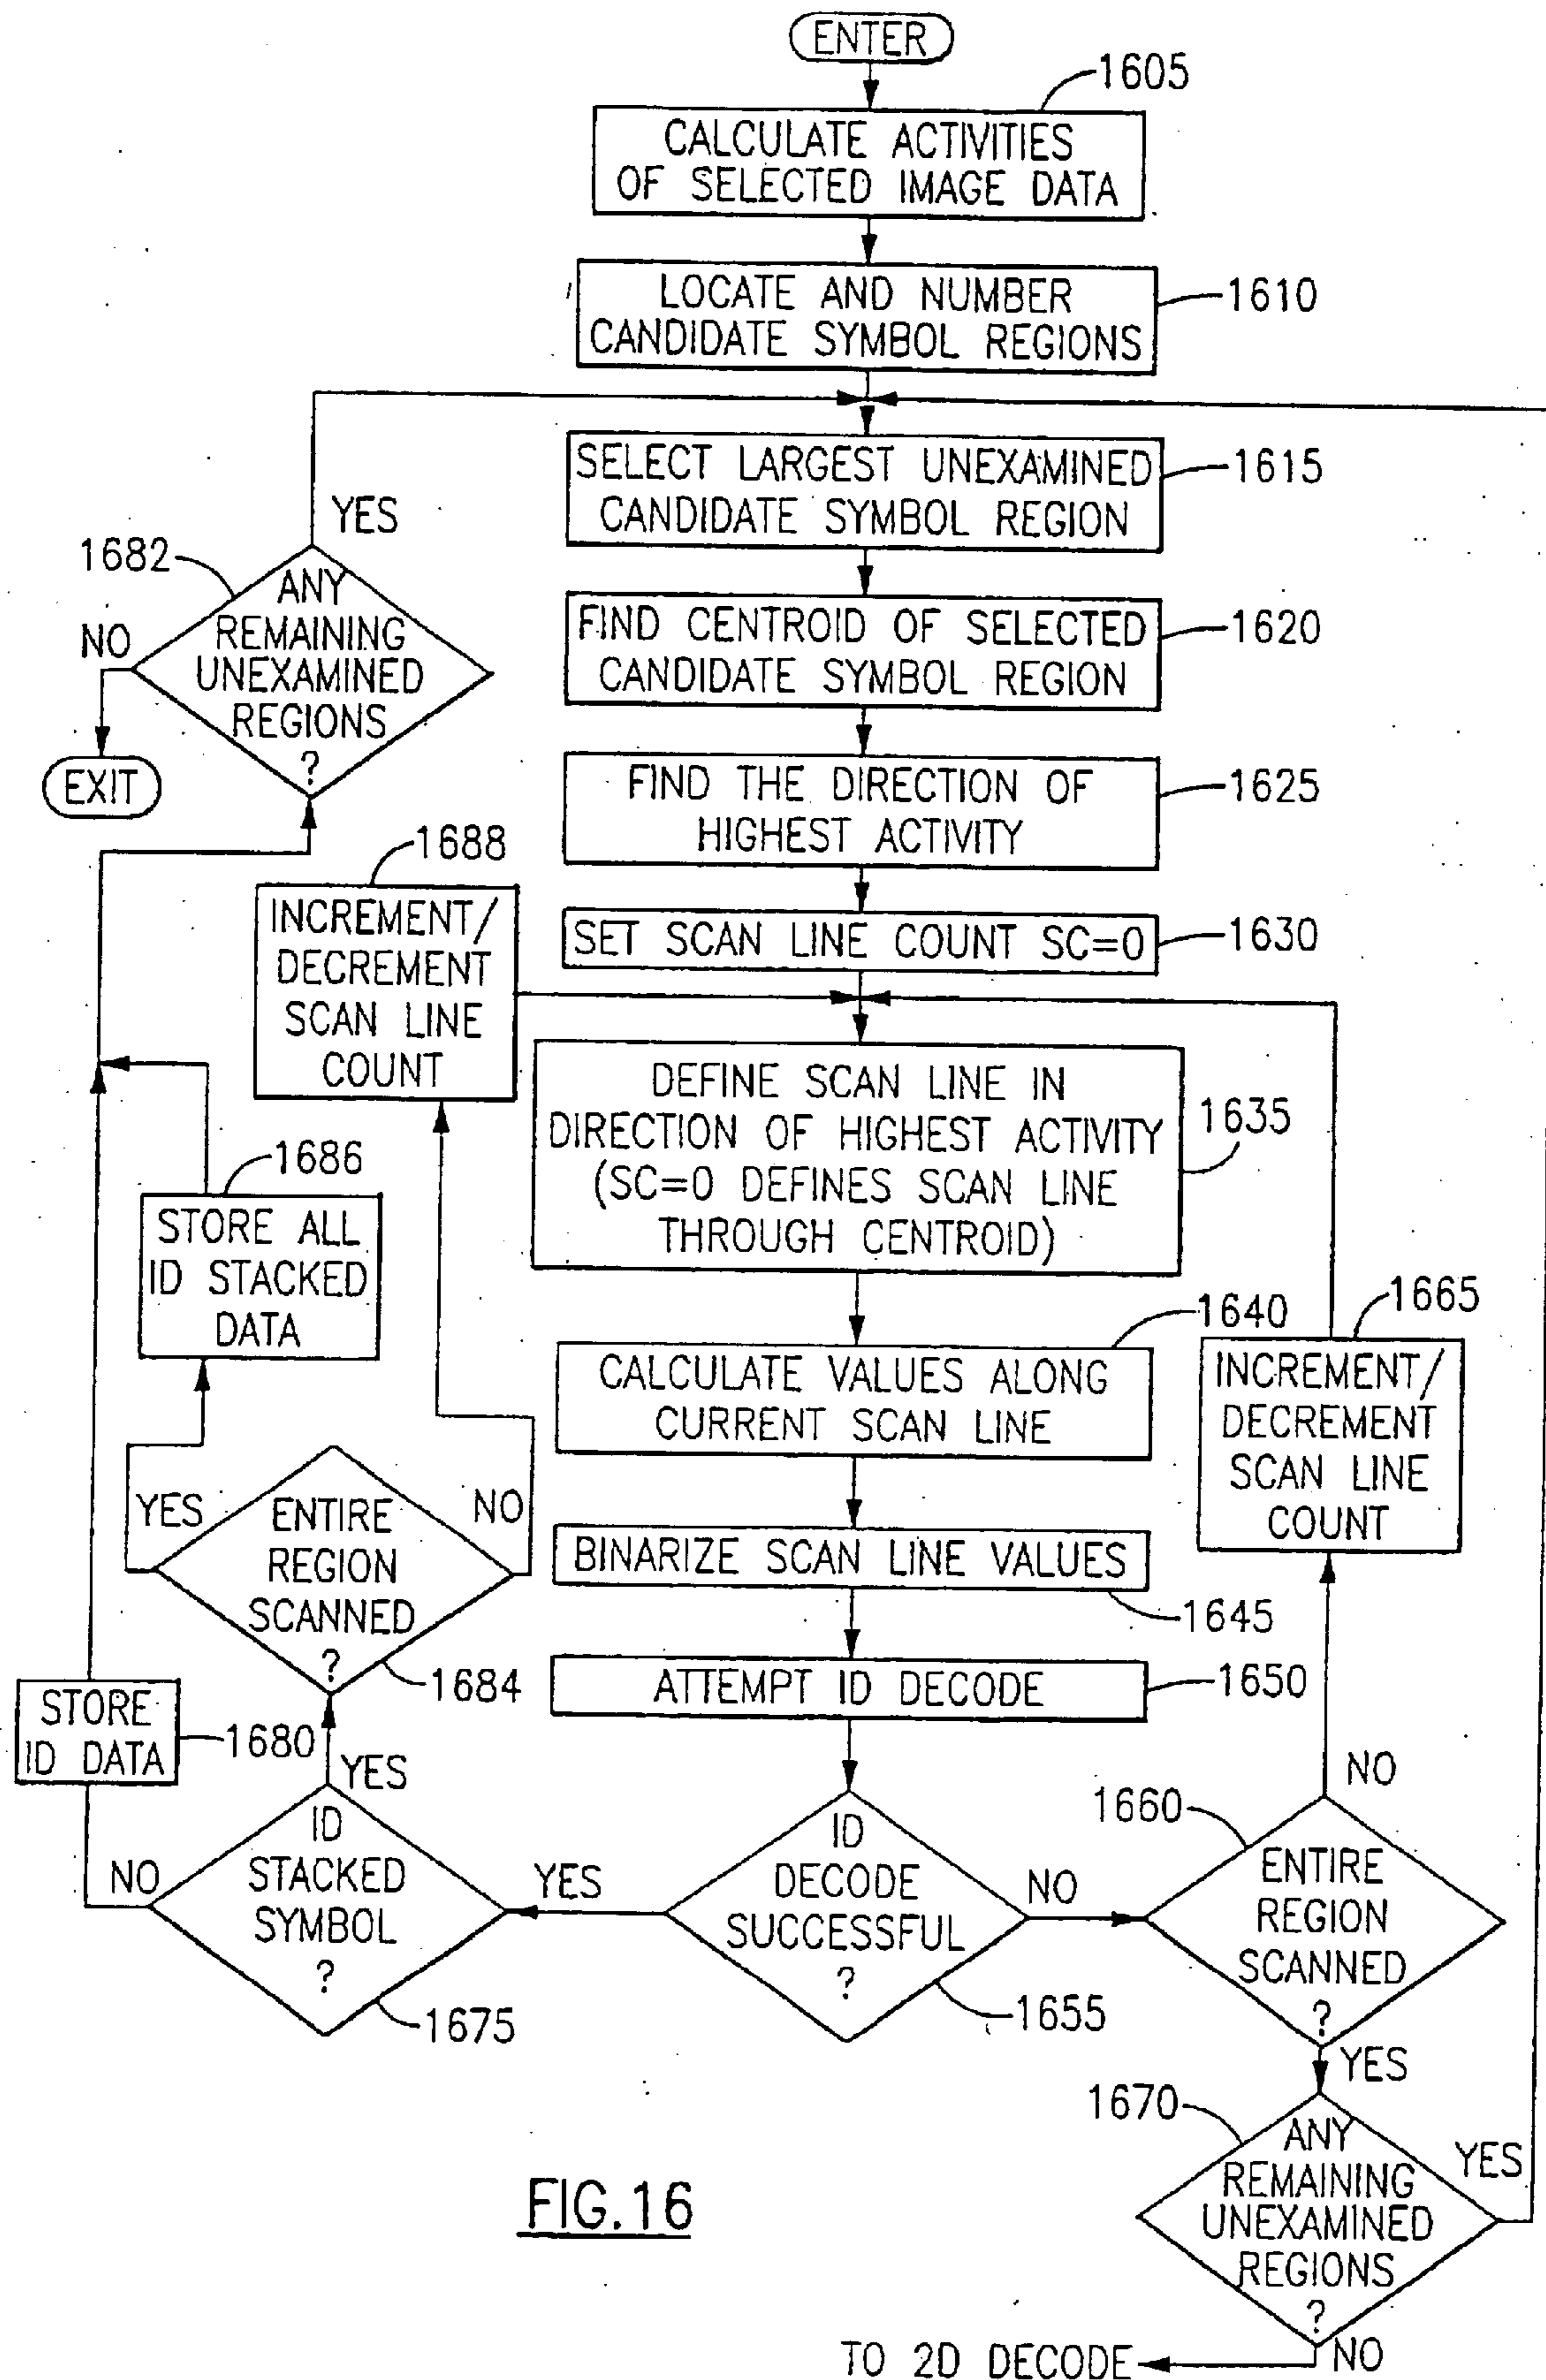 ENTER
1605
CALCULATE ACTIVITIES
OF SELECTED IMAGE DATA
LOCATE AND NUMBER
CANDIDATE SYMBOL REGIONS
1610
SELECT LARGEST UNEXAMINED
CANDIDATE SYMBOL REGION
1615
YES
1682
ANY
REMAINING
UNEXAMINED
REGIONS
?
NO
EXIT
FIND CENTROID OF SELECTED
CANDIDATE SYMBOL REGION
1620
FIND THE DIRECTION OF
HIGHEST ACTIVITY
1625
1688
INCREMENT/
DECREMENT
SCAN LINE
COUNT
SET SCAN LINE COUNT SC=0
1630
DEFINE SCAN LINE IN
DIRECTION OF HIGHEST ACTIVITY
(SC=0 DEFINES SCAN LINE
THROUGH CENTROID)
1635
1686
STORE ALL
ID STACKED
DATA
1640
CALCULATE VALUES ALONG
CURRENT SCAN LINE
1665
INCREMENT/
DECREMENT
SCAN LINE
COUNT
YES
ENTIRE
REGION
SCANNED
?
NO
1684
BINARIZE SCAN LINE VALUES
1645
ATTEMPT ID DECODE
1650
STORE
ID DATA
1680
YES
ID
STACKED
SYMBOL
?
NO
1675
YES
ID
DECODE
SUCCESSFUL
?
NO
1655
1660
NO
ENTIRE
REGION
SCANNED
?
YES
1670
ANY
REMAINING
UNEXAMINED
REGIONS
?
YES
NO
TO 2D DECODE
FIG.16